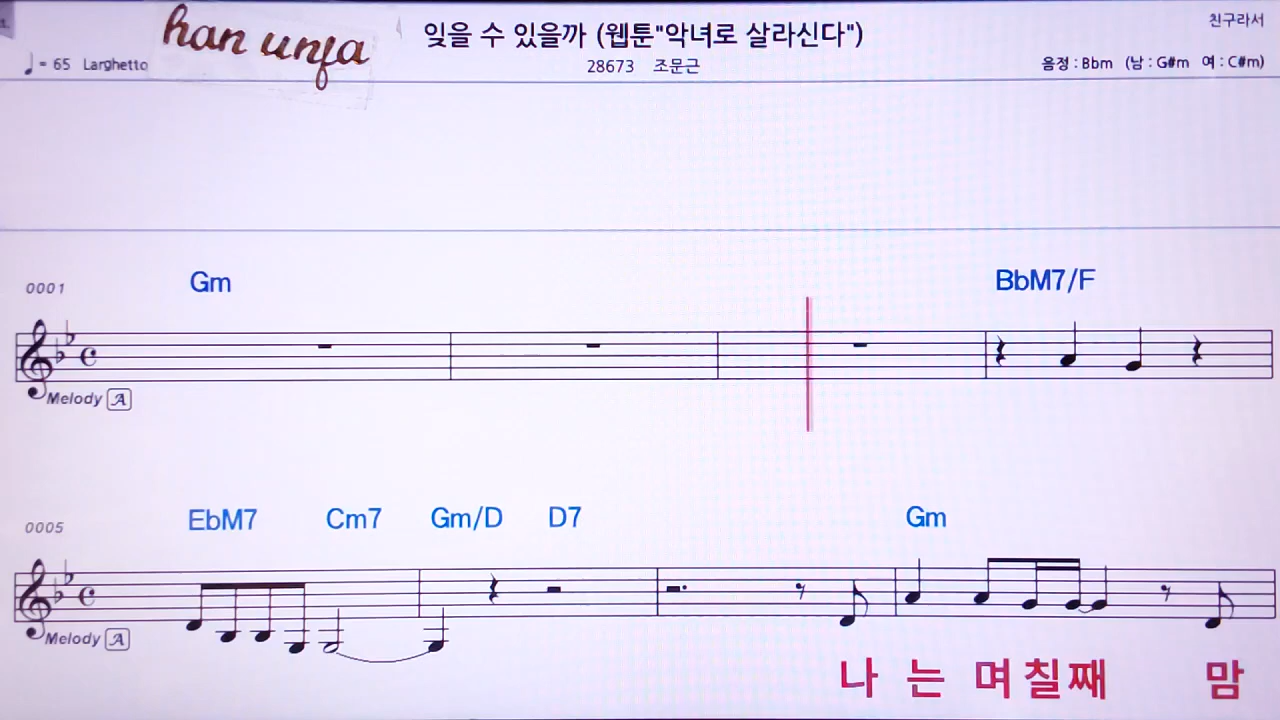 친구라서
han unfa
잊을 수 있을까 (웹툰"악녀로 살라신다")
= 65 Larghetto
28673 조문근
음정 : Bbm (남 : G#m 여 : C#m)
0001
Gm BbM7/F
Melody A
0005
EbM7 Cm7 Gm/D D7 Gm
Melody A
나 는 며칠째 맘